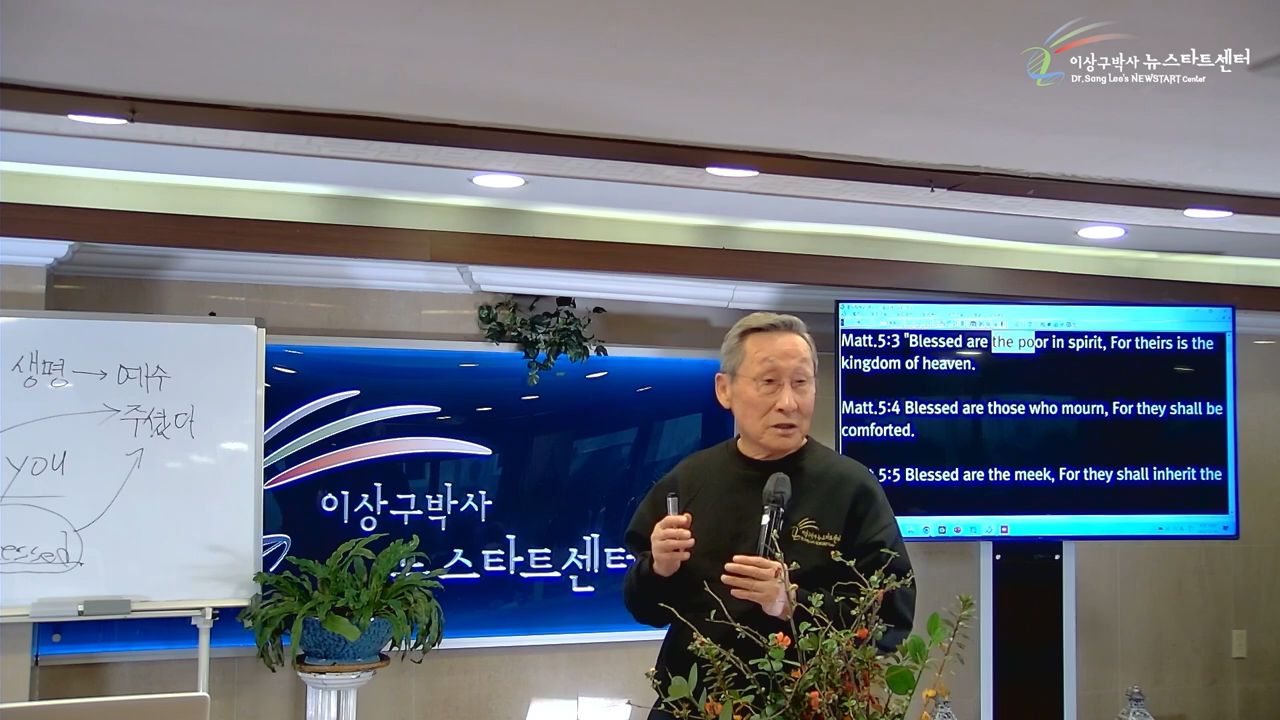 이상구박사 뉴스타트센터
Dr. Sang Lee's NEWSTART Center
생명 → 예수
주셨다
YOU
essed
이상구박사
뉴스타트센터
Matt.5:3 "Blessed are the poor in spirit, For theirs is the
kingdom of heaven.
Matt.5:4 Blessed are those who mourn, For they shall be
comforted.
5:5 Blessed are the meek, For they shall inherit the